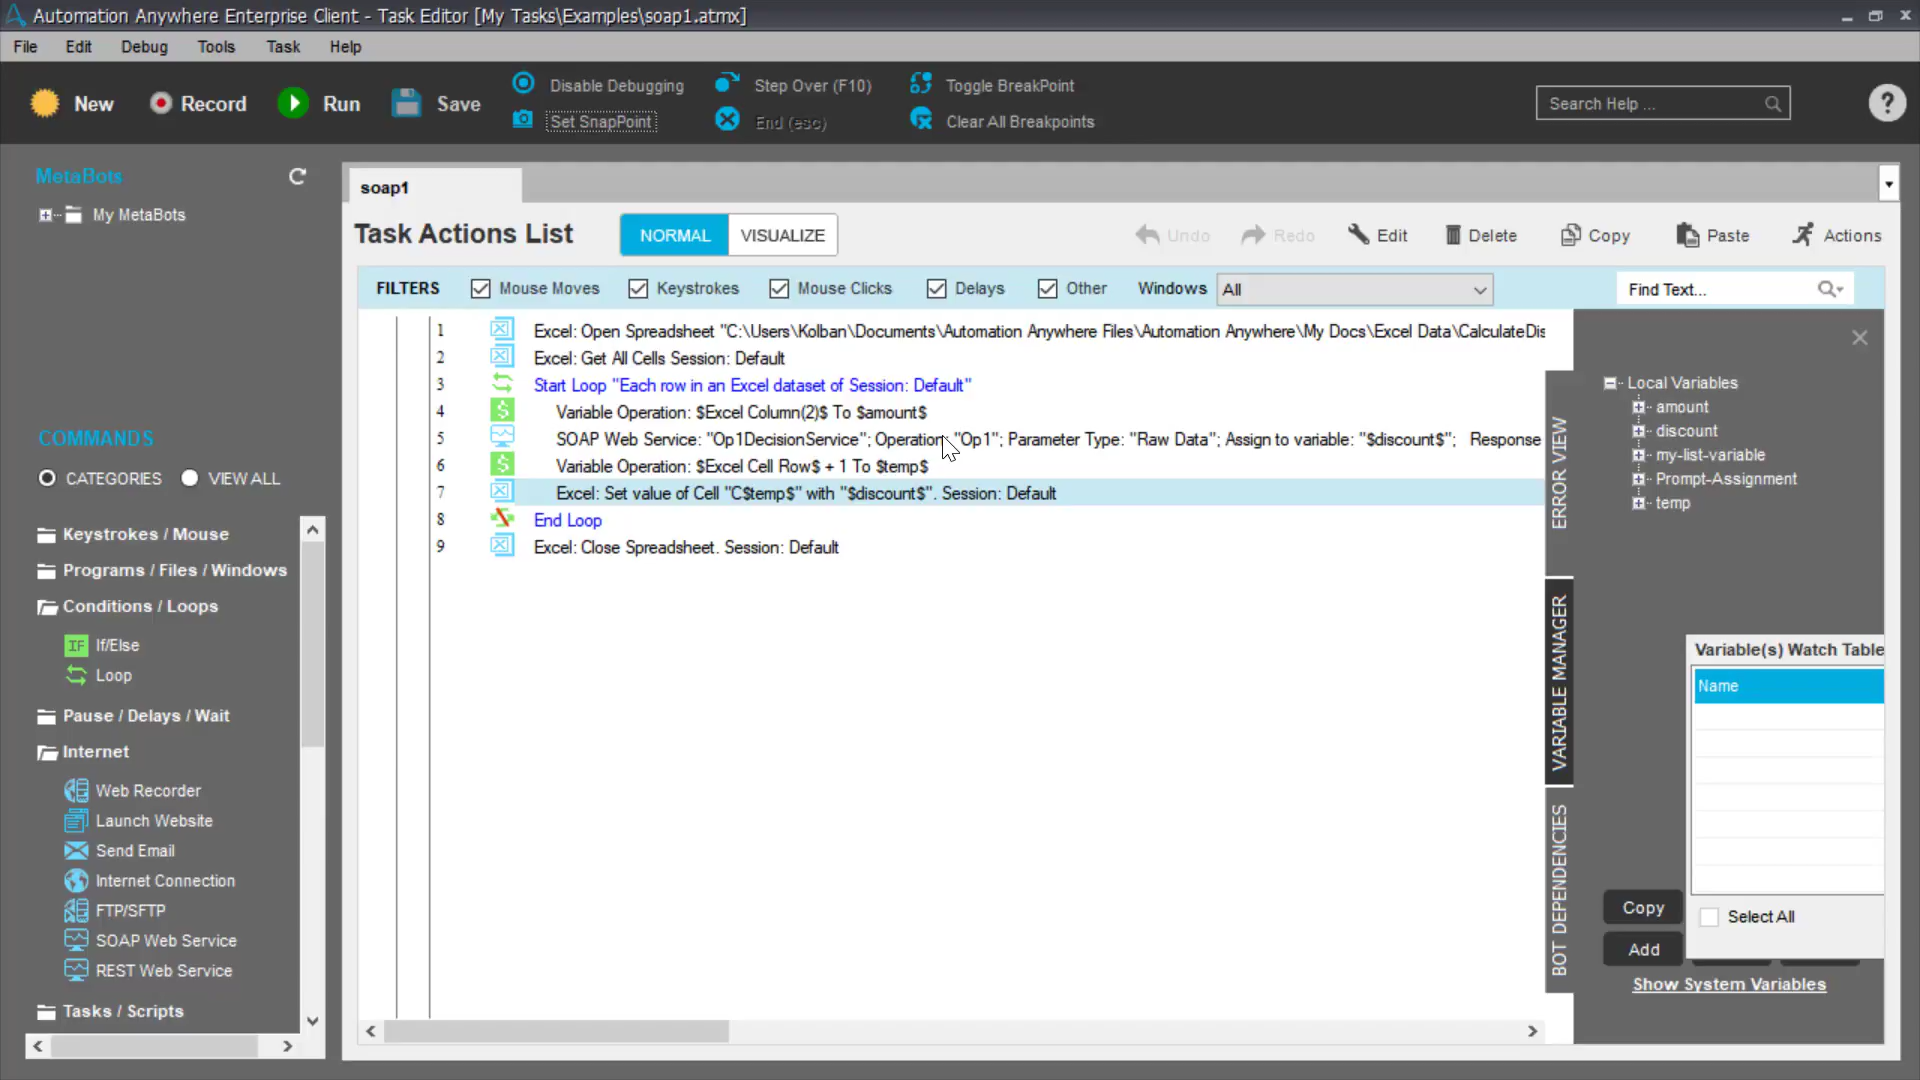 Automation Anywhere Enterprise Client - Task Editor [My Tasks\Examples\soap1.atmx]
File Edit Debug Tools Task Help
New Record Run Save
Disable Debugging Step Over (F10) Toggle BreakPoint
Set SnapPoint End (esc) Clear All Breakpoints
Search Help ...
?
MetaBots
My MetaBots
COMMANDS
CATEGORIES VIEW ALL
Keystrokes / Mouse
Programs / Files / Windows
Conditions / Loops
IF If/Else
Loop
Pause / Delays / Wait
Internet
Web Recorder
Launch Website
Send Email
Internet Connection
FTP/SFTP
SOAP Web Service
REST Web Service
Tasks / Scripts
soap1
Task Actions List NORMAL VISUALIZE Undo Redo Edit Delete Copy Paste Actions
FILTERS Mouse Moves Keystrokes Mouse Clicks Delays Other Windows All Find Text...
1 Excel: Open Spreadsheet "C:\Users\Kolban\Documents\Automation Anywhere Files\Automation Anywhere\My Docs\Excel Data\CalculateDis
2 Excel: Get All Cells Session: Default
3 Start Loop "Each row in an Excel dataset of Session: Default"
4 $ Variable Operation: $Excel Column(2)$ To $amount$
5 SOAP Web Service: "Op1DecisionService"; Operation: "Op1"; Parameter Type: "Raw Data"; Assign to variable: "$discount$"; Response
6 $ Variable Operation: $Excel Cell Row$ + 1 To $temp$
7 Excel: Set value of Cell "C$temp$" with "$discount$". Session: Default
8 End Loop
9 Excel: Close Spreadsheet. Session: Default
ERROR VIEW
VARIABLE MANAGER
BOT DEPENDENCIES
Local Variables
amount
discount
my-list-variable
Prompt-Assignment
temp
Variable(s) Watch Table
Name
Select All
Copy
Add
Show System Variables